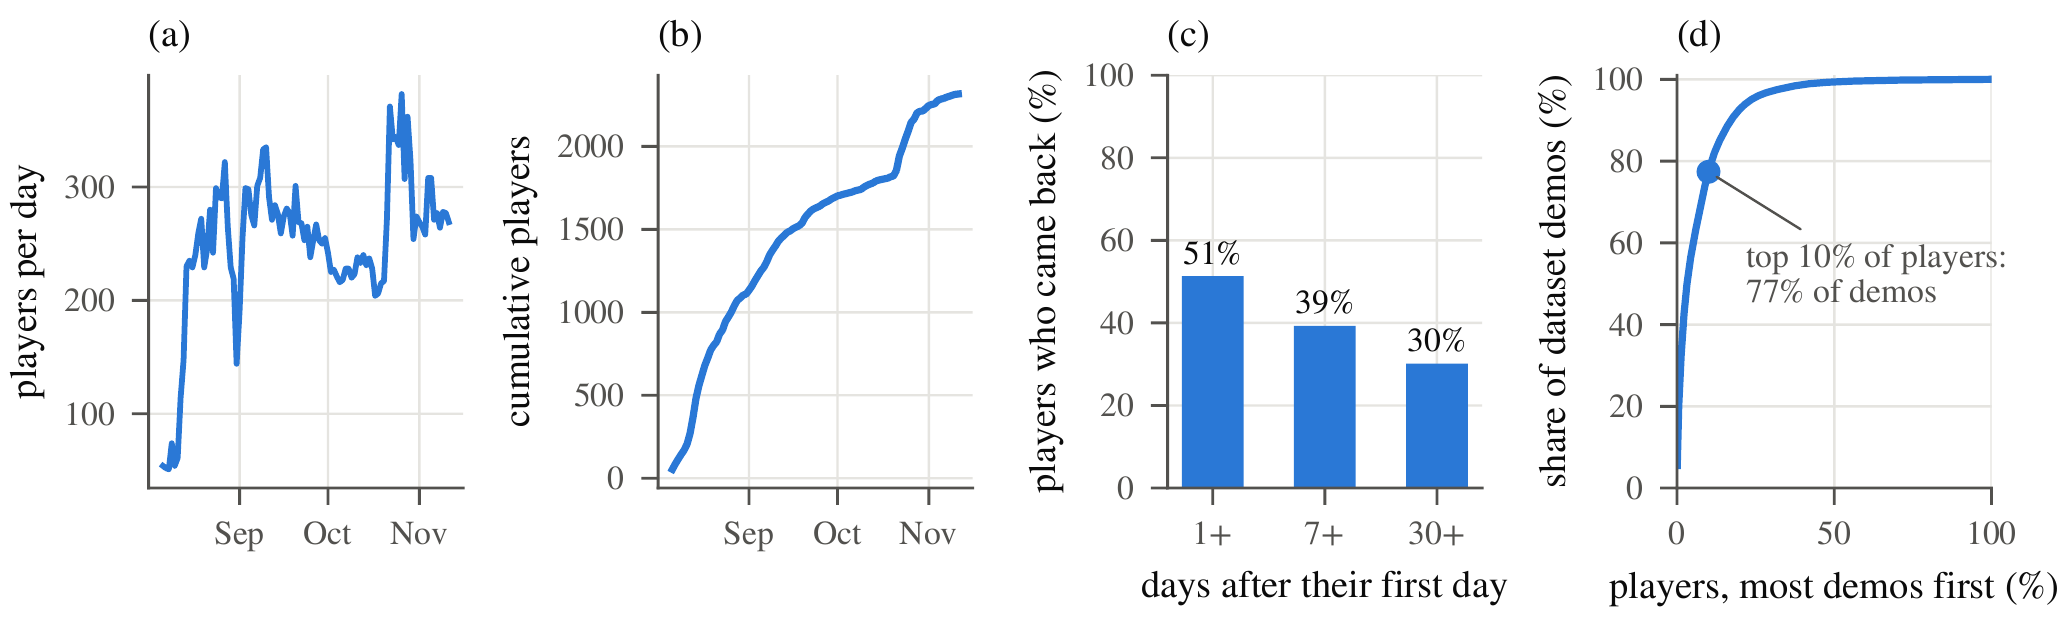 (a)
players per day
300
200
100
Sep
Oct
Nov
(b)
cumulative players
2000
1500
1000
500
0
Sep
Oct
Nov
(c)
players who came back (%)
100
80
60
40
20
0
51%
39%
30%
1+
7+
30+
days after their first day
(d)
share of dataset demos (%)
100
80
60
40
20
0
top 10% of players:
77% of demos
0
50
100
players, most demos first (%)